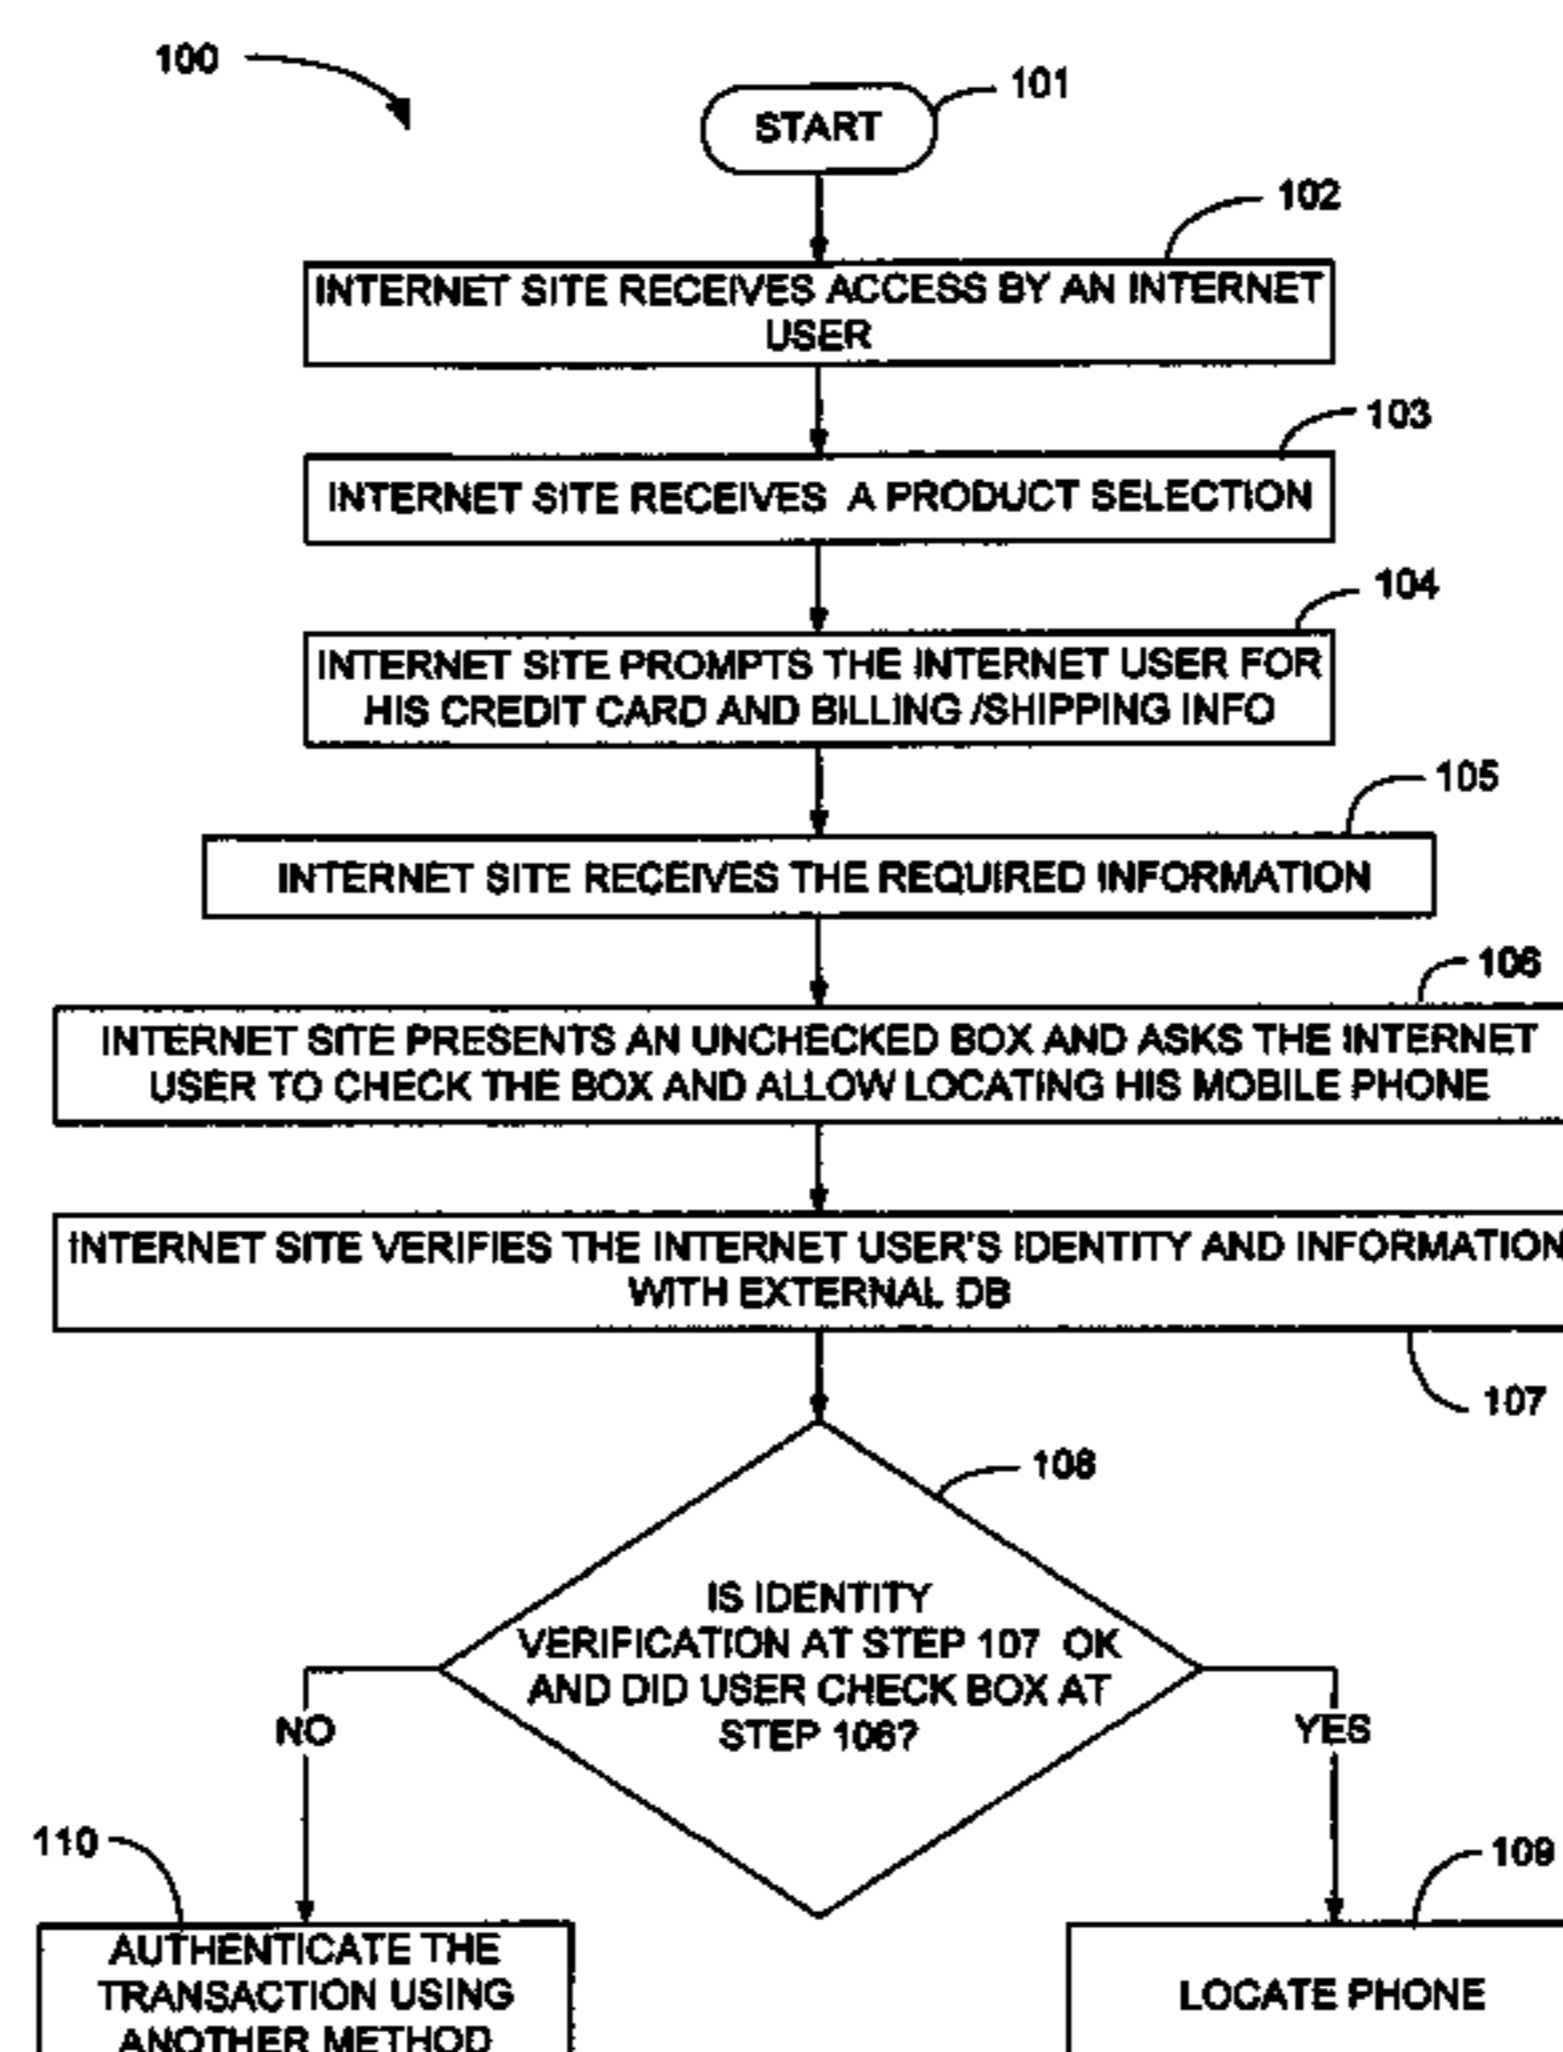 100
START
101
102
INTERNET SITE RECEIVES ACCESS BY AN INTERNET
USER
103
INTERNET SITE RECEIVES A PRODUCT SELECTION
104
INTERNET SITE PROMPTS THE INTERNET USER FOR
HIS CREDIT CARD AND BILLING /SHIPPING INFO
105
INTERNET SITE RECEIVES THE REQUIRED INFORMATION
106
INTERNET SITE PRESENTS AN UNCHECKED BOX AND ASKS THE INTERNET
USER TO CHECK THE BOX AND ALLOW LOCATING HIS MOBILE PHONE
INTERNET SITE VERIFIES THE INTERNET USER'S IDENTITY AND INFORMATION
WITH EXTERNAL DB
107
108
IS IDENTITY
VERIFICATION AT STEP 107 OK
AND DID USER CHECK BOX AT
STEP 106?
NO
YES
110
109
AUTHENTICATE THE
TRANSACTION USING
ANOTHER METHOD
LOCATE PHONE